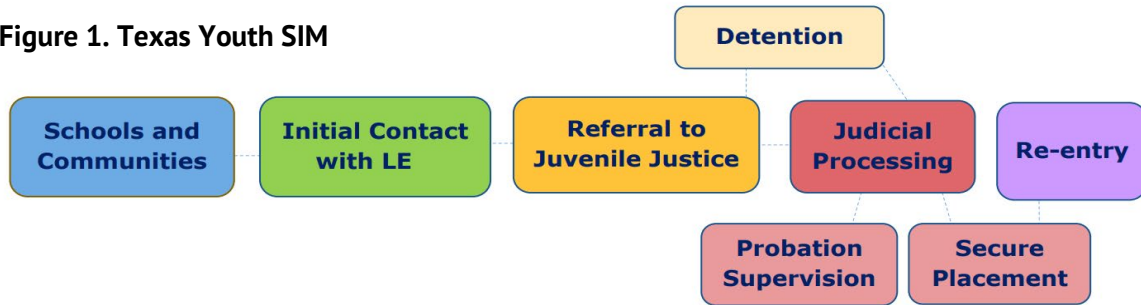 Figure 1. Texas Youth SIM
Detention
Schools and
Communities
Initial Contact
with LE
Referral to
Juvenile Justice
Judicial
Processing
Re-entry
Probation
Supervision
Secure
Placement